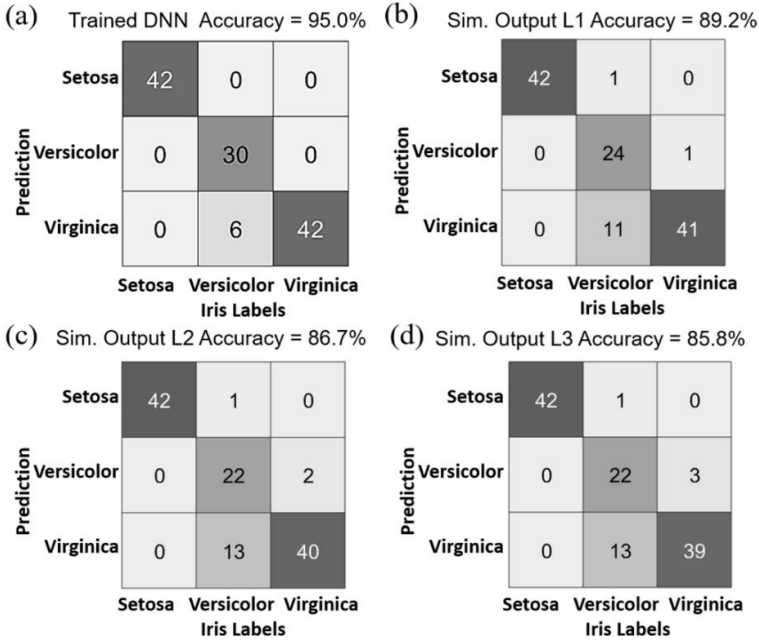 (a) Trained DNN Accuracy = 95.0%
Setosa 42 0 0
Prediction
Versicolor 0 30 0
Virginica 0 6 42
Setosa Versicolor Virginica
Iris Labels
(b) Sim. Output L1 Accuracy = 89.2%
Setosa 42 1 0
Prediction
Versicolor 0 24 1
Virginica 0 11 41
Setosa Versicolor Virginica
Iris Labels
(c) Sim. Output L2 Accuracy = 86.7%
Setosa 42 1 0
Prediction
Versicolor 0 22 2
Virginica 0 13 40
Setosa Versicolor Virginica
Iris Labels
(d) Sim. Output L3 Accuracy = 85.8%
Setosa 42 1 0
Prediction
Versicolor 0 22 3
Virginica 0 13 39
Setosa Versicolor Virginica
Iris Labels